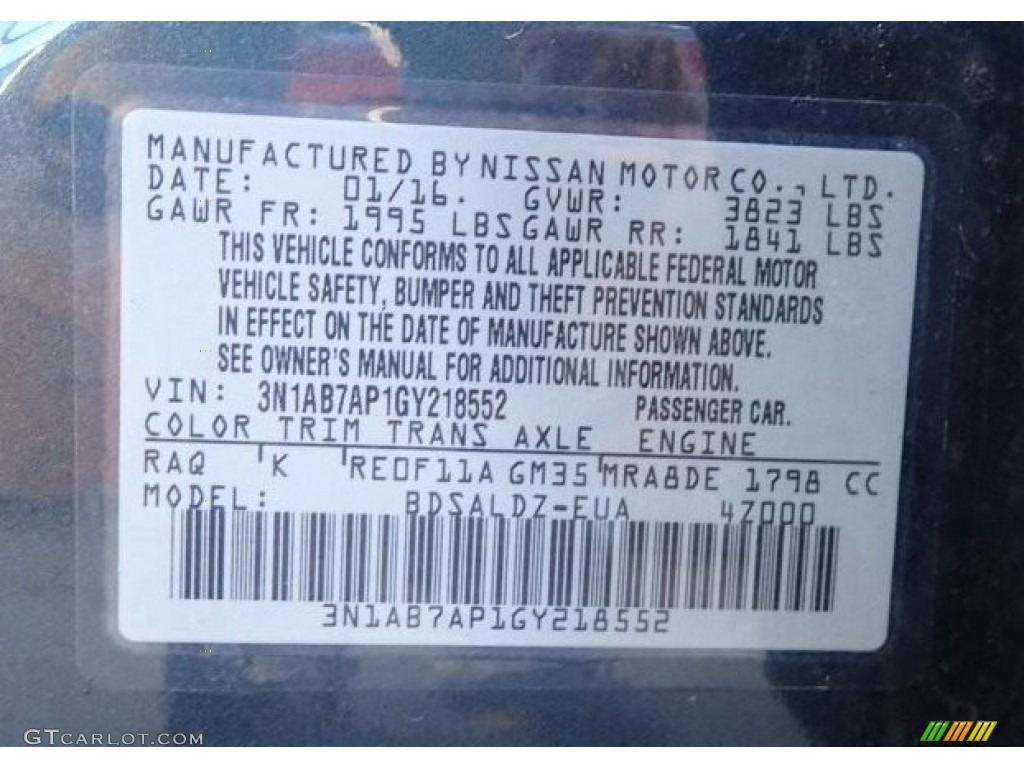 MANUFACTURED BY NISSAN MOTOR CO., LTD.
DATE: 01/16. GVWR: 3823 LBS
GAWR FR: 1995 LBS GAWR RR: 1841 LBS
THIS VEHICLE CONFORMS TO ALL APPLICABLE FEDERAL MOTOR
VEHICLE SAFETY, BUMPER AND THEFT PREVENTION STANDARDS
IN EFFECT ON THE DATE OF MANUFACTURE SHOWN ABOVE.
SEE OWNER'S MANUAL FOR ADDITIONAL INFORMATION.
VIN: 3N1AB7AP1GY218552 PASSENGER CAR.
COLOR TRIM TRANS AXLE ENGINE
RAQ K RE0F11A GM35 MRA8DE 1798 CC
MODEL: BDSALDZ-EUA 4Z000
3N1AB7AP1GY218552
GTCARLOT.COM